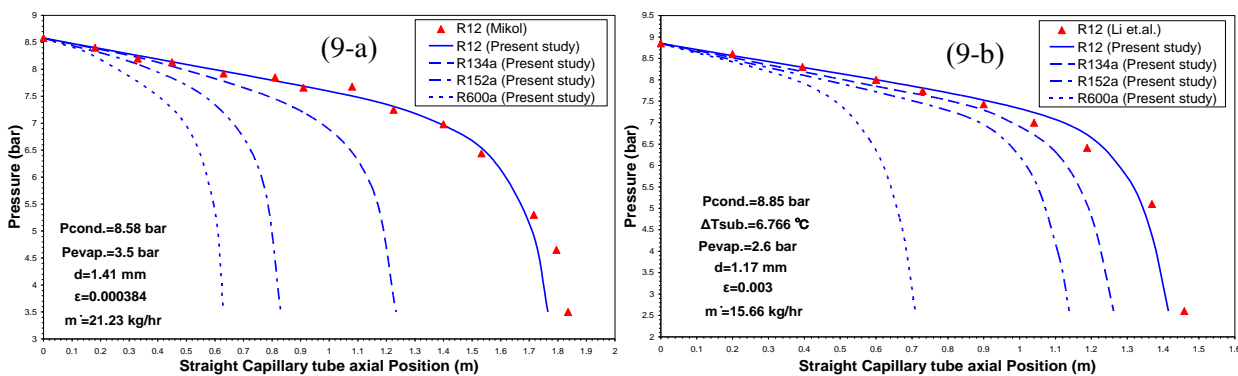 (9-a)
R12 (Mikol)
R12 (Present study)
R134a (Present study)
R152a (Present study)
R600a (Present study)
9
8.5
8
7.5
7
6.5
6
5.5
5
4.5
4
3.5
3
Pressure (bar)
Pcond.=8.58 bar
Pevap.=3.5 bar
d=1.41 mm
ε=0.000384
ṁ=21.23 kg/hr
0 0.1 0.2 0.3 0.4 0.5 0.6 0.7 0.8 0.9 1 1.1 1.2 1.3 1.4 1.5 1.6 1.7 1.8 1.9 2
Straight Capillary tube axial Position (m)
(9-b)
R12 (Li et.al.)
R12 (Present study)
R134a (Present study)
R152a (Present study)
R600a (Present study)
9.5
9
8.5
8
7.5
7
6.5
6
5.5
5
4.5
4
3.5
3
2.5
2
Pressure (bar)
Pcond.=8.85 bar
ΔTsub.=6.766 ℃
Pevap.=2.6 bar
d=1.17 mm
ε=0.003
ṁ=15.66 kg/hr
0 0.1 0.2 0.3 0.4 0.5 0.6 0.7 0.8 0.9 1 1.1 1.2 1.3 1.4 1.5 1.6
Straight Capillary tube axial Position (m)